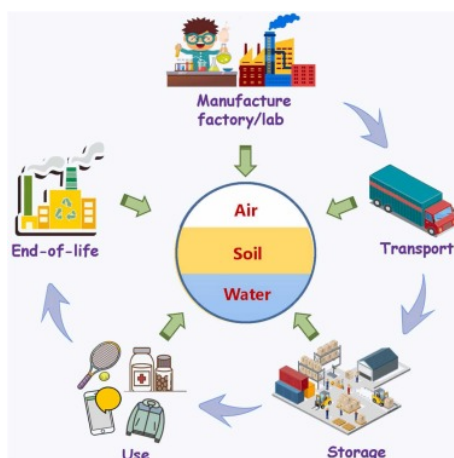 Manufacture
factory/lab
Air
End-of-life
Soil
Transport
Water
Use
Storage